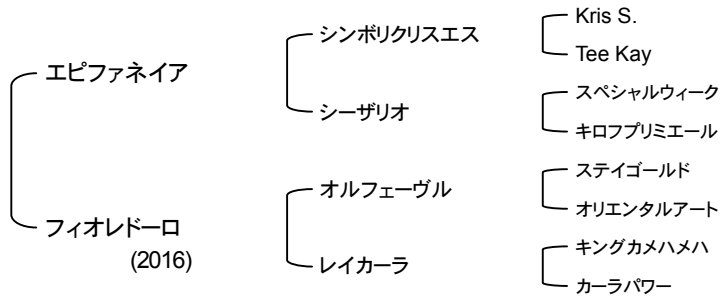 エピファネイア
フィオレドーロ
(2016)
シンボリクリスエス
シーザリオ
オルフェーヴル
レイカーラ
Kris S.
Tee Kay
スペシャルウィーク
キロフプリミエール
ステイゴールド
オリエンタルアート
キングカメハメハ
カーラパワー